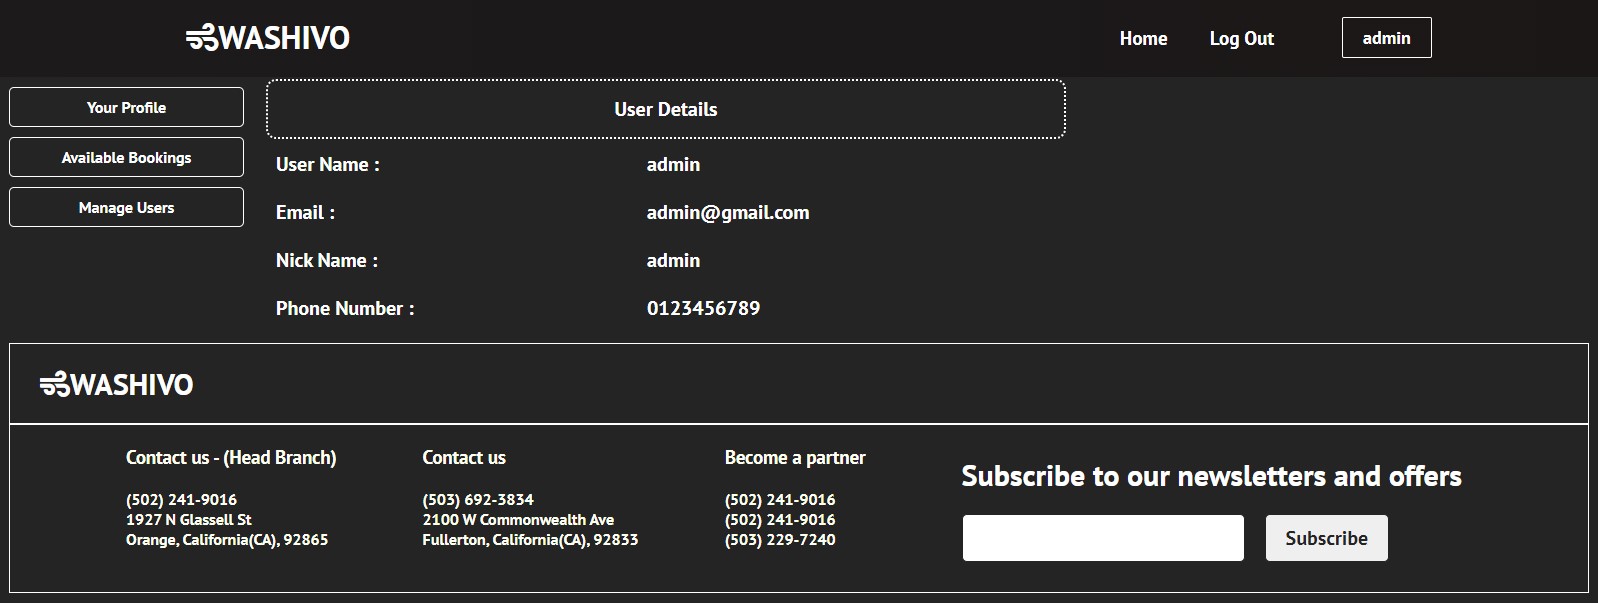 WASHIVO
Home
Log Out
admin
Your Profile
Available Bookings
Manage Users
User Details
User Name : admin
Email : admin@gmail.com
Nick Name : admin
Phone Number : 0123456789
WASHIVO
Contact us - (Head Branch)
(502) 241-9016
1927 N Glassell St
Orange, California(CA), 92865
Contact us
(503) 692-3834
2100 W Commonwealth Ave
Fullerton, California(CA), 92833
Become a partner
(502) 241-9016
(502) 241-9016
(503) 229-7240
Subscribe to our newsletters and offers
Subscribe